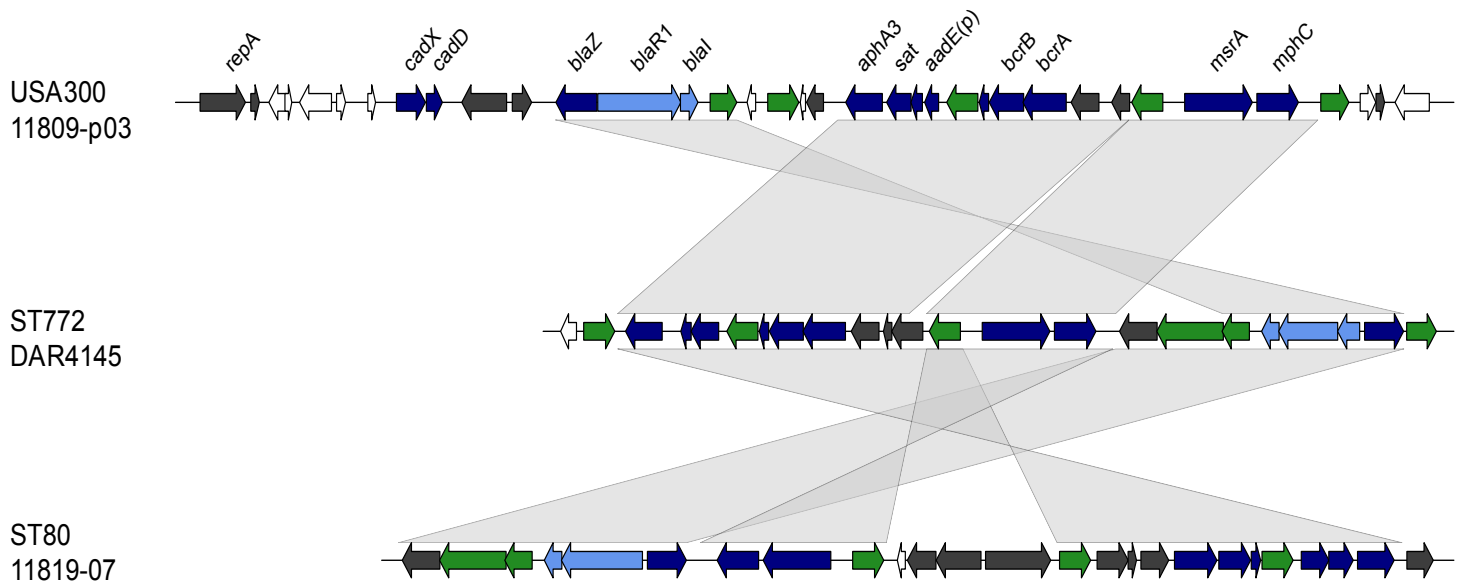 repA
cadX
cadD
blaZ
blaR1
blaI
aphA3
sat
aadE(p)
bcrB
bcrA
msrA
mphC
USA300
11809-p03
ST772
DAR4145
ST80
11819-07